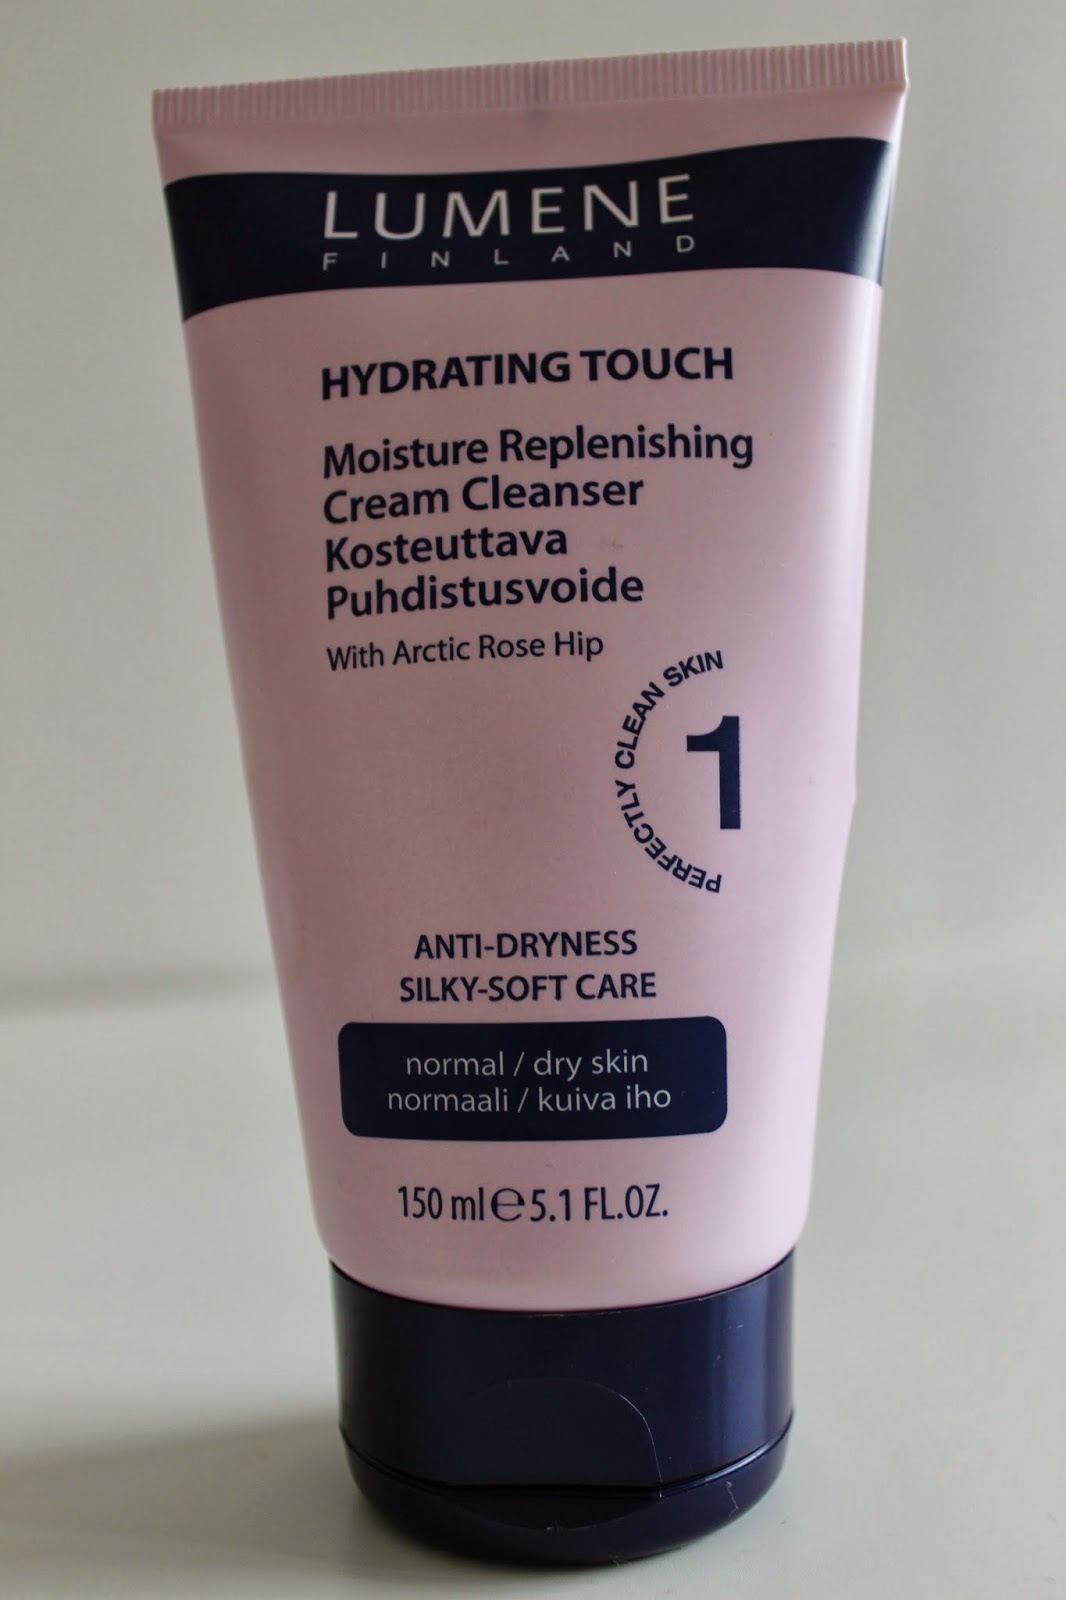 LUMENE
FINLAND
HYDRATING TOUCH
Moisture Replenishing
Cream Cleanser
Kosteuttava
Puhdistusvoide
With Arctic Rose Hip
PERFECTLY CLEAN SKIN
1
ANTI-DRYNESS
SILKY-SOFT CARE
normal / dry skin
normaali / kuiva iho
150 ml ℮ 5.1 FL.OZ.